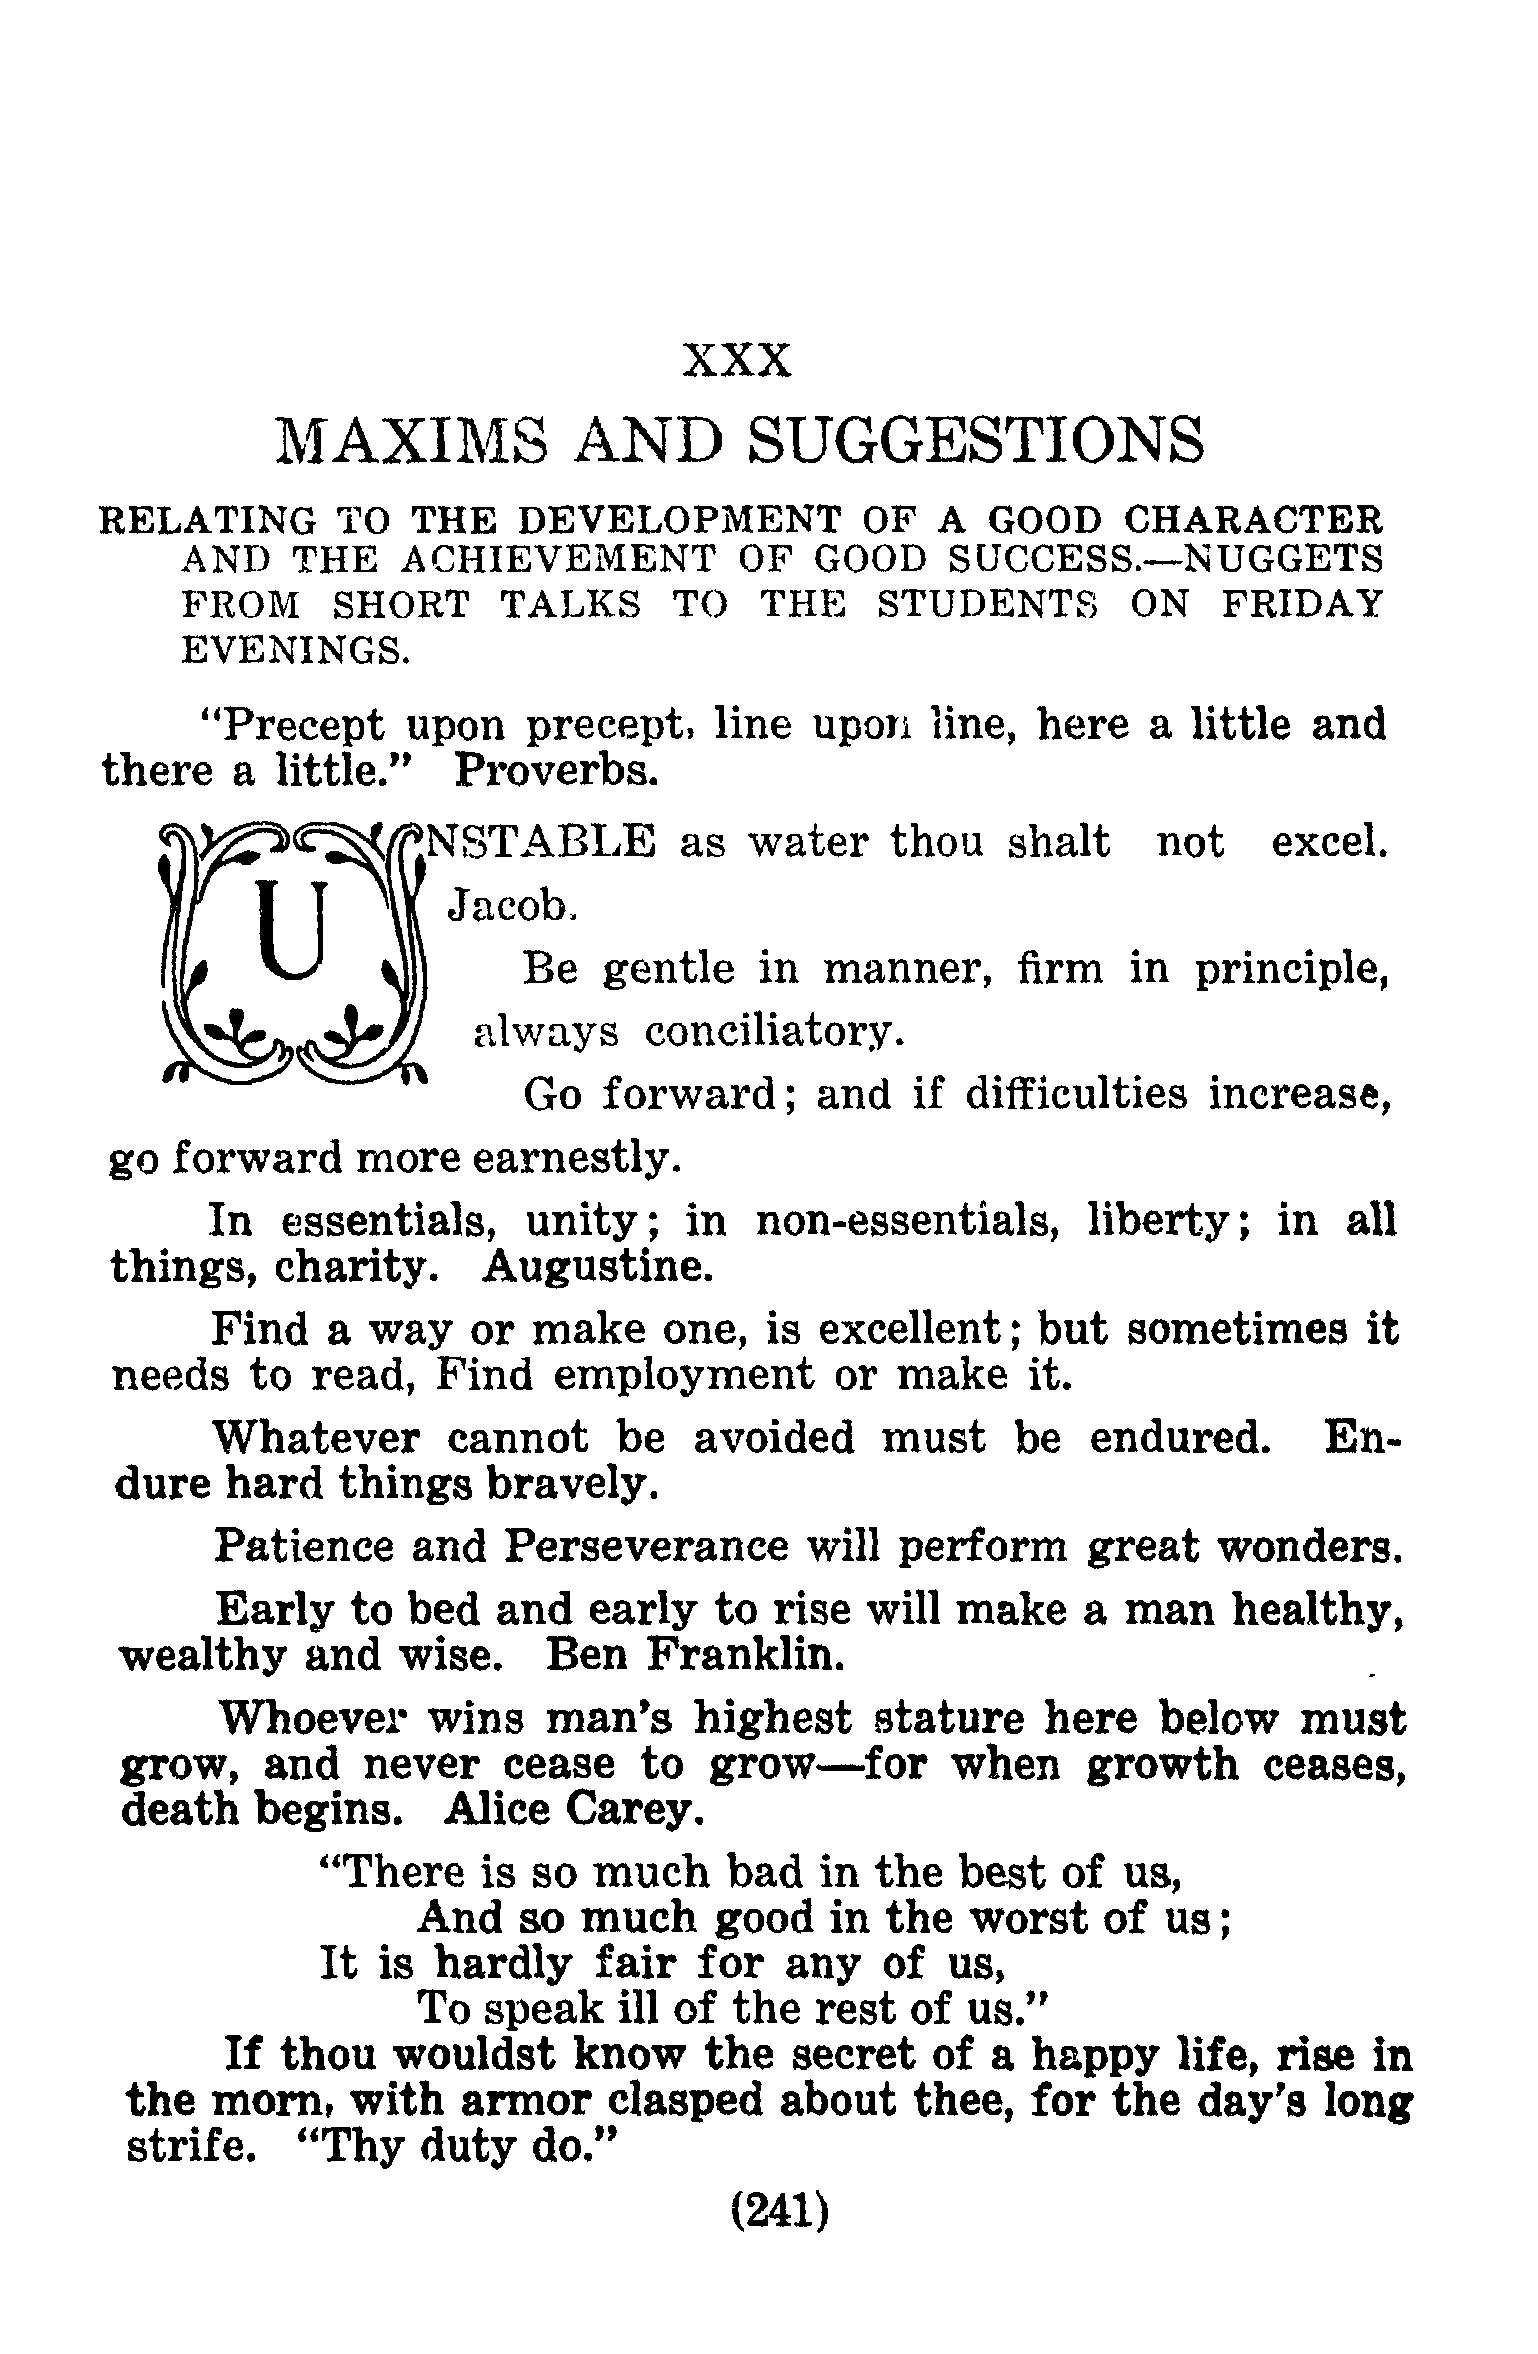 XXX
MAXIMS AND SUGGESTIONS
RELATING TO THE DEVELOPMENT OF A GOOD CHARACTER
AND THE ACHIEVEMENT OF GOOD SUCCESS.—NUGGETS
FROM SHORT TALKS TO THE STUDENTS ON FRIDAY
EVENINGS.
"Precept upon precept, line upon line, here a little and
there a little." Proverbs.
UNSTABLE as water thou shalt not excel.
Jacob.
Be gentle in manner, firm in principle,
always conciliatory.
Go forward; and if difficulties increase,
go forward more earnestly.
In essentials, unity; in non-essentials, liberty; in all
things, charity. Augustine.
Find a way or make one, is excellent; but sometimes it
needs to read, Find employment or make it.
Whatever cannot be avoided must be endured. En-
dure hard things bravely.
Patience and Perseverance will perform great wonders.
Early to bed and early to rise will make a man healthy,
wealthy and wise. Ben Franklin.
Whoever wins man's highest stature here below must
grow, and never cease to grow—for when growth ceases,
death begins. Alice Carey.
"There is so much bad in the best of us,
And so much good in the worst of us;
It is hardly fair for any of us,
To speak ill of the rest of us."
If thou wouldst know the secret of a happy life, rise in
the morn, with armor clasped about thee, for the day's long
strife. "Thy duty do."
(241)